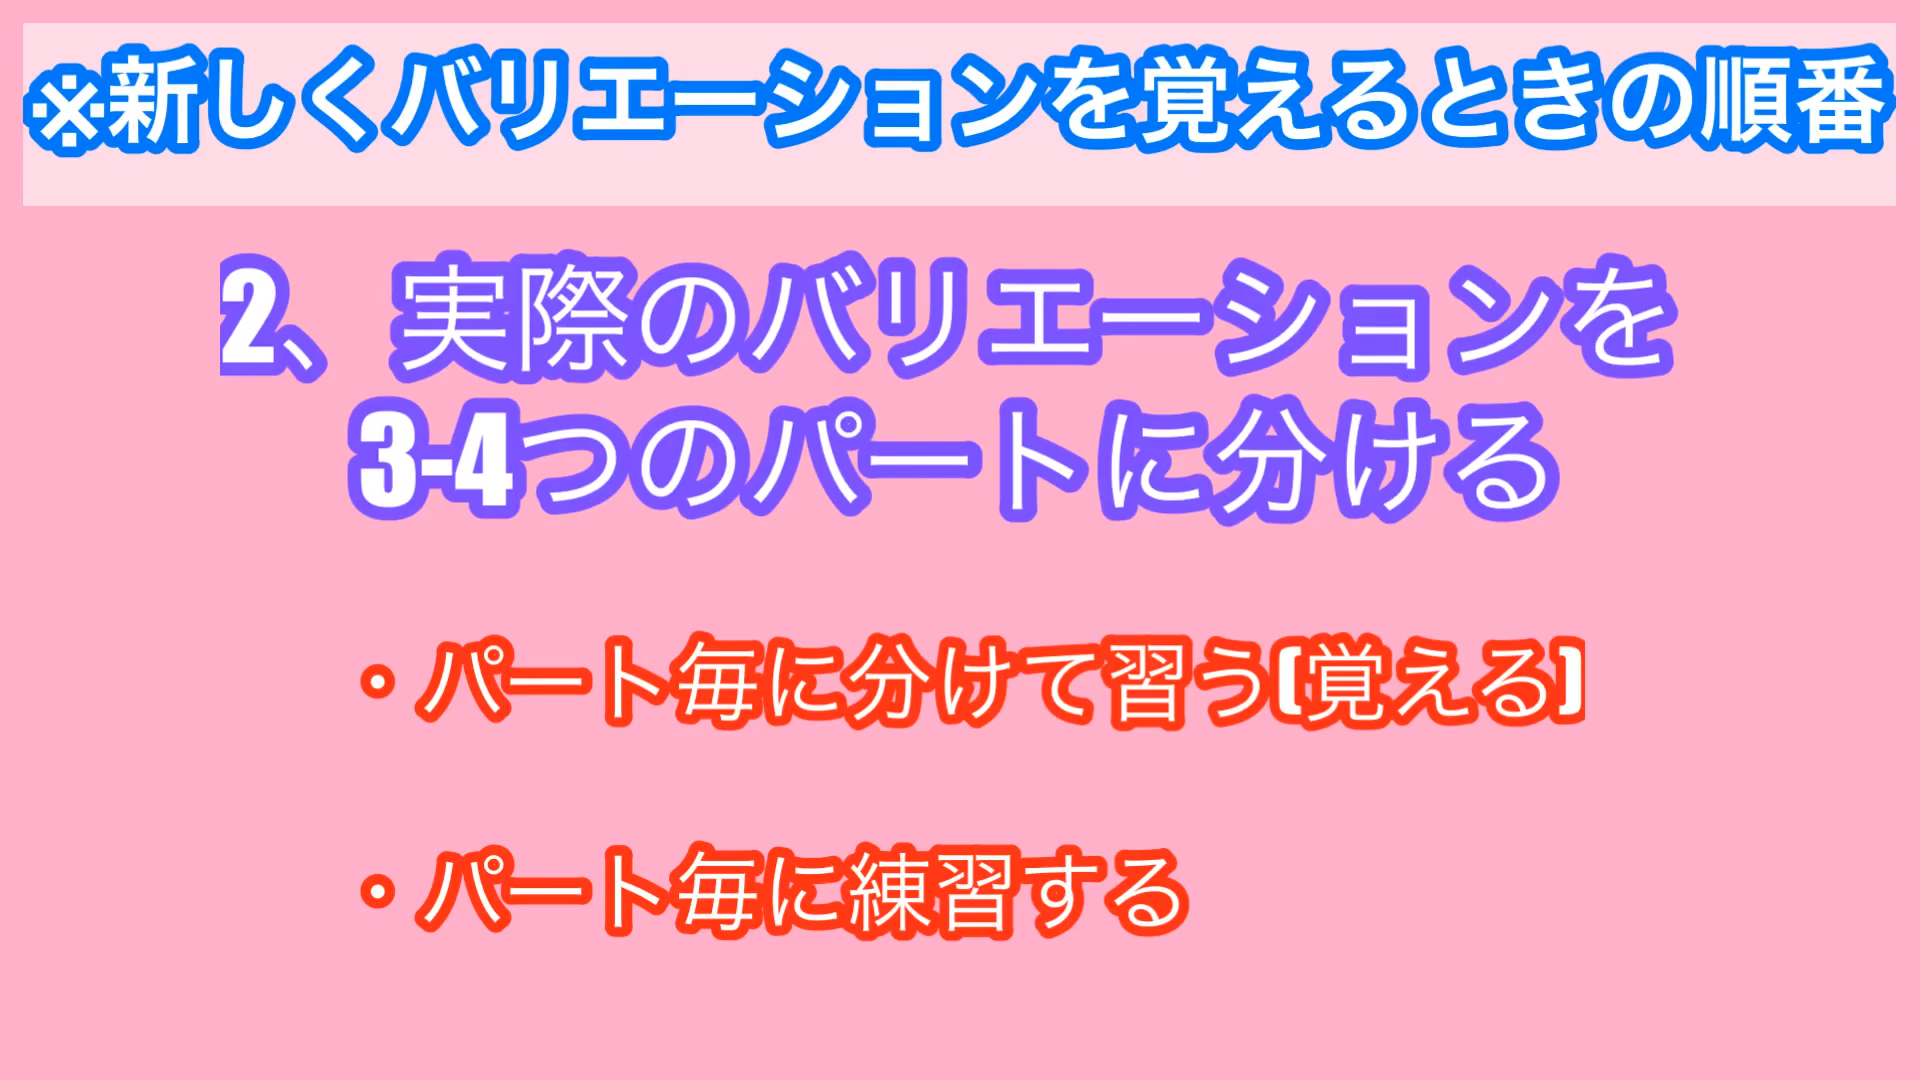 ※新しくバリエーションを覚えるときの順番
2、実際のバリエーションを
3-4つのパートに分ける
・パート毎に分けて習う(覚える)
・パート毎に練習する